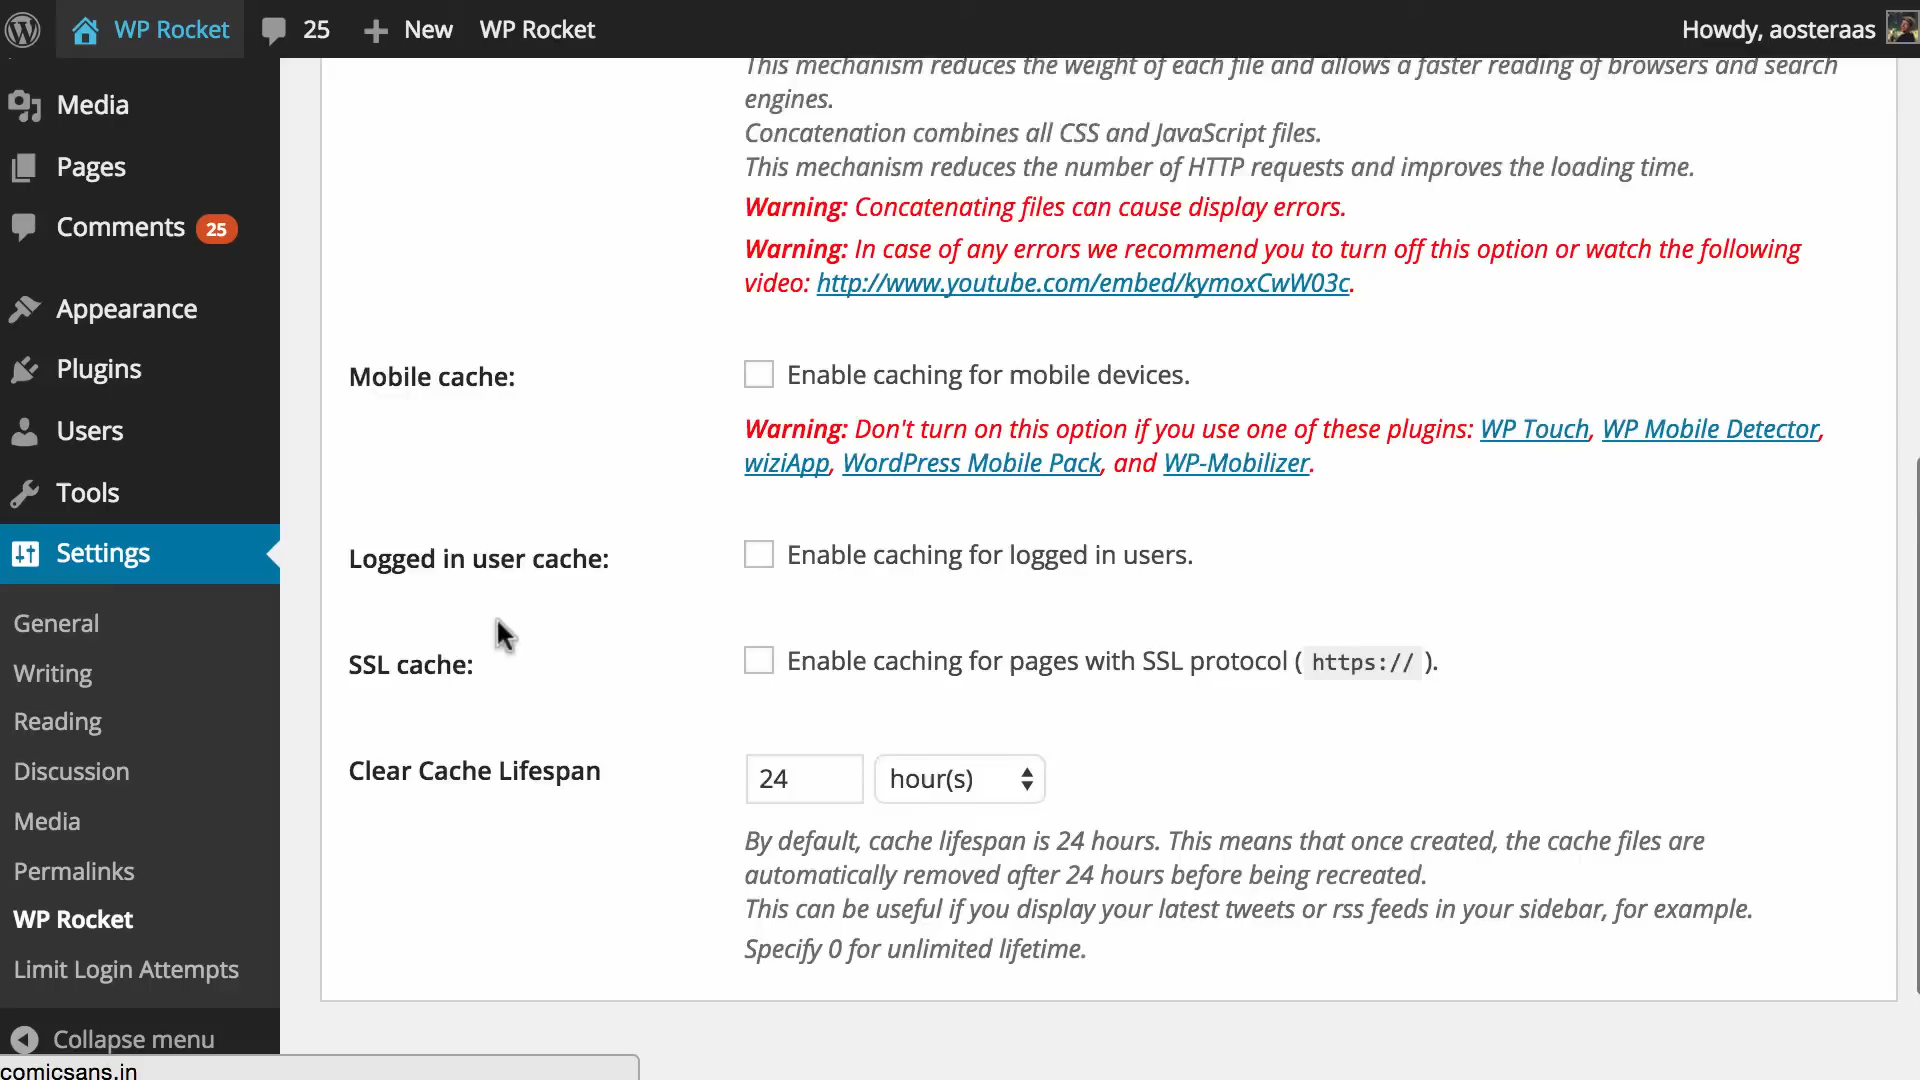 WP Rocket 25 New WP Rocket Howdy, aosteraas
Media
Pages
Comments 25
Appearance
Plugins
Users
Tools
Settings
General
Writing
Reading
Discussion
Media
Permalinks
WP Rocket
Limit Login Attempts
Collapse menu
comicsans.in
This mechanism reduces the weight of each file and allows a faster reading of browsers and search
engines.
Concatenation combines all CSS and JavaScript files.
This mechanism reduces the number of HTTP requests and improves the loading time.
Warning: Concatenating files can cause display errors.
Warning: In case of any errors we recommend you to turn off this option or watch the following
video: http://www.youtube.com/embed/kymoxCwW03c.
Mobile cache: Enable caching for mobile devices.
Warning: Don't turn on this option if you use one of these plugins: WP Touch, WP Mobile Detector,
wiziApp, WordPress Mobile Pack, and WP-Mobilizer.
Logged in user cache: Enable caching for logged in users.
SSL cache: Enable caching for pages with SSL protocol ( https:// ).
Clear Cache Lifespan 24 hour(s)
By default, cache lifespan is 24 hours. This means that once created, the cache files are
automatically removed after 24 hours before being recreated.
This can be useful if you display your latest tweets or rss feeds in your sidebar, for example.
Specify 0 for unlimited lifetime.